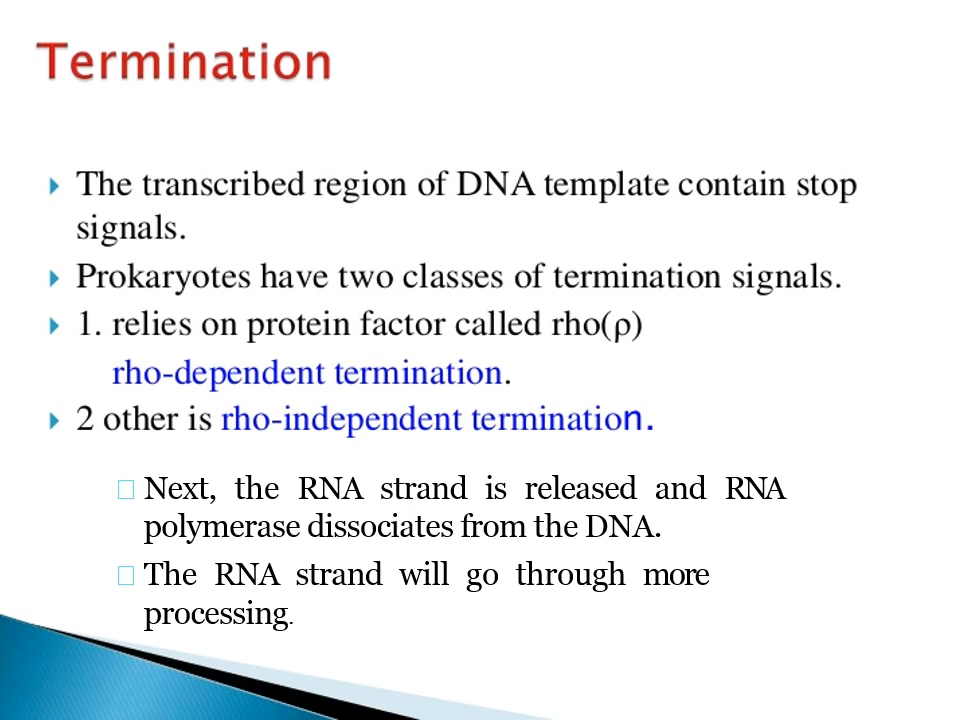 Termination
The transcribed region of DNA template contain stop
signals.
Prokaryotes have two classes of termination signals.
1. relies on protein factor called rho(ρ)
rho-dependent termination.
2 other is rho-independent termination.
Next, the RNA strand is released and RNA
polymerase dissociates from the DNA.
The RNA strand will go through more
processing.